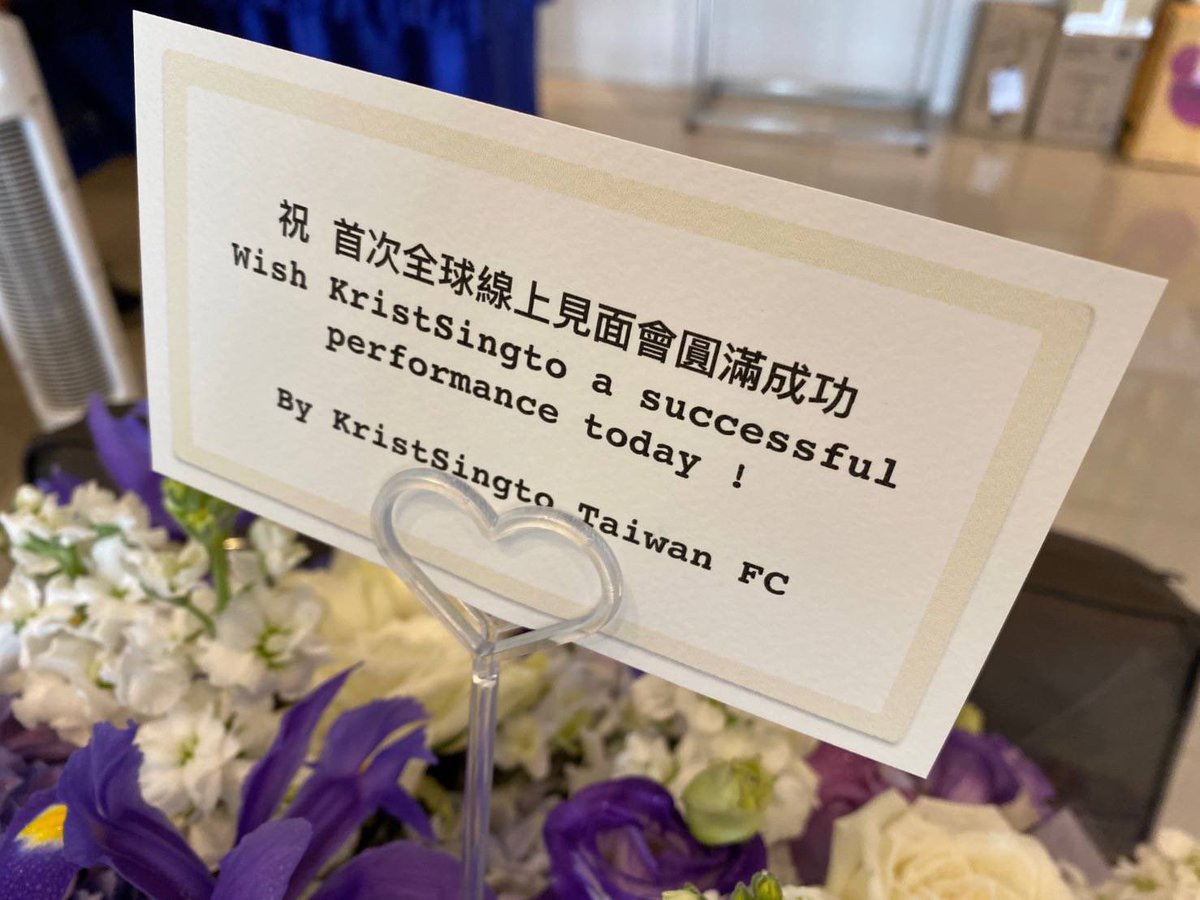 祝 首次全球線上見面會圓滿成功
Wish KristSingto a successful
performance today !
By KristSingto Taiwan FC